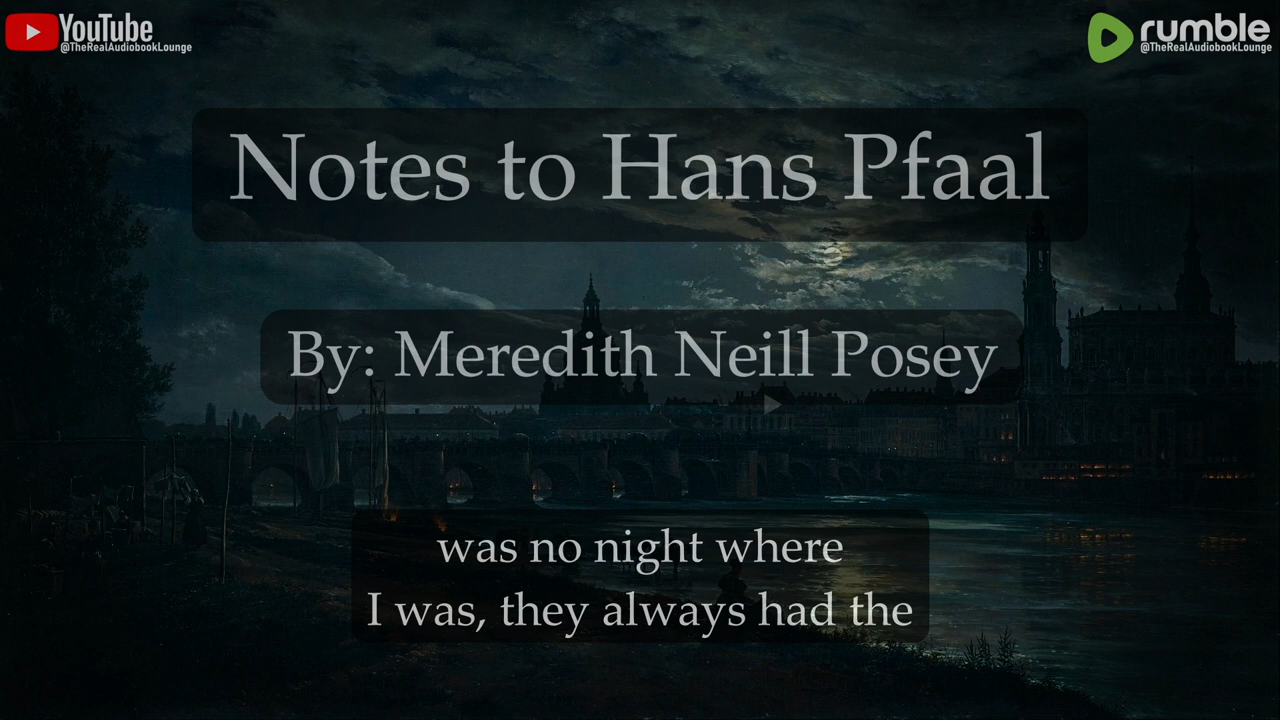 YouTube
@TheRealAudiobookLounge
rumble
@TheRealAudiobookLounge
Notes to Hans Pfaal
By: Meredith Neill Posey
was no night where
I was, they always had the